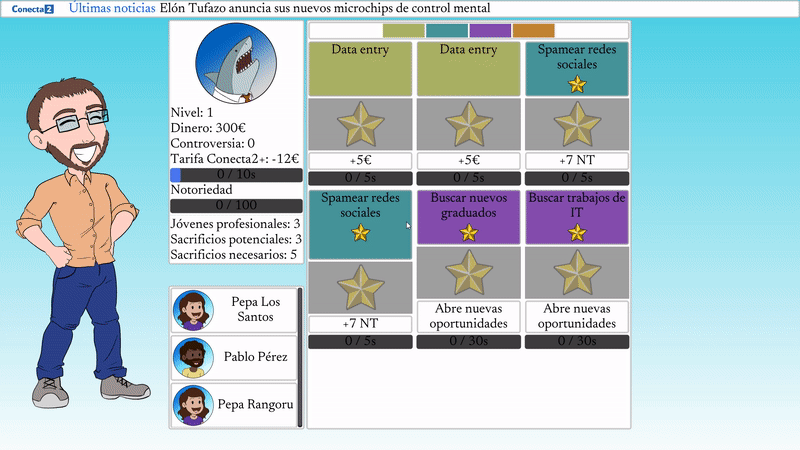 Conecta2 Últimas noticias Elón Tufazo anuncia sus nuevos microchips de control mental
Nivel: 1
Dinero: 300€
Controversia: 0
Tarifa Conecta2+: -12€
0 / 10s
Notoriedad
0 / 100
Jóvenes profesionales: 3
Sacrificios potenciales: 3
Sacrificios necesarios: 5
Pepa Los
Santos
Pablo Pérez
Pepa Rangoru
Data entry
+5€
0 / 5s
Data entry
+5€
0 / 5s
Spamear redes
sociales
+7 NT
0 / 5s
Spamear redes
sociales
+7 NT
0 / 5s
Buscar nuevos
graduados
Abre nuevas
oportunidades
0 / 30s
Buscar trabajos de
IT
Abre nuevas
oportunidades
0 / 30s